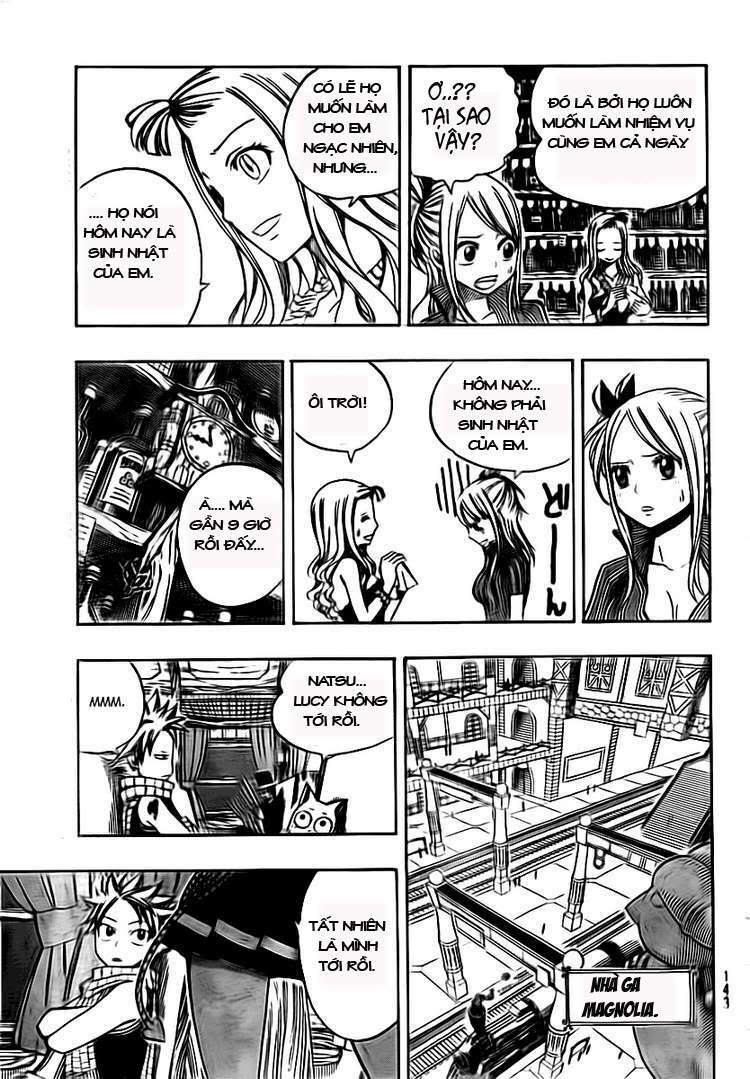 ĐÓ LÀ BỞI HỌ LUÔN
MUỐN LÀM NHIỆM VỤ
CÙNG EM CẢ NGÀY
Ơ..??
TẠI SAO
VẬY?
CÓ LẼ HỌ
MUỐN LÀM
CHO EM
NGẠC NHIÊN,
NHƯNG...
.... HỌ NÓI
HÔM NAY LÀ
SINH NHẬT
CỦA EM.
HÔM NAY...
KHÔNG PHẢI
SINH NHẬT
CỦA EM.
ど──ん
ÔI TRỜI!
À.... MÀ
GẦN 9 GIỜ
RỒI ĐẤY...
NHÀ GA
MAGNOLIA.
NATSU...
LUCY KHÔNG
TỚI RỒI.
MMM.
TẤT NHIÊN
LÀ MÌNH
TỚI RỒI.
143